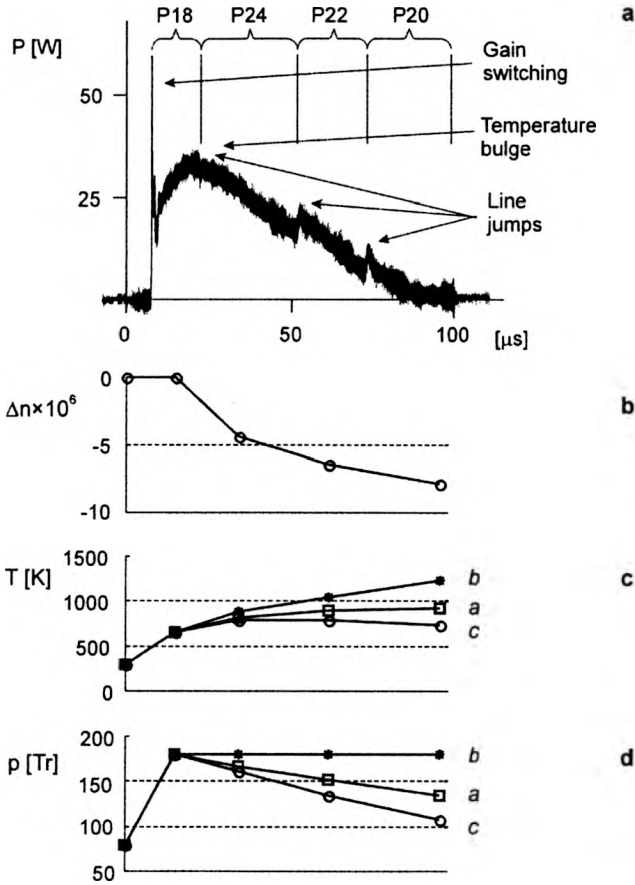 P18 P24 P22 P20 a
P [W]
Gain
switching
50
Temperature
bulge
25
Line
jumps
0
0 50 100 [μs]
0
Δn×10⁶ b
-5
-10
1500
T [K] b c
1000 a
500 c
0
200
p [Tr] b d
150
a
100 c
50